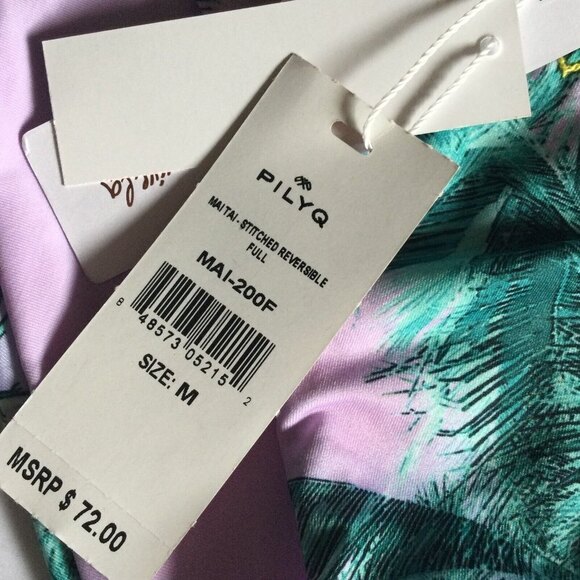 PILYQ
MAI TAI - STITCHED REVERSIBLE
FULL
MAI-200F
8 48573 05215 2
SIZE: M
MSRP $ 72.00